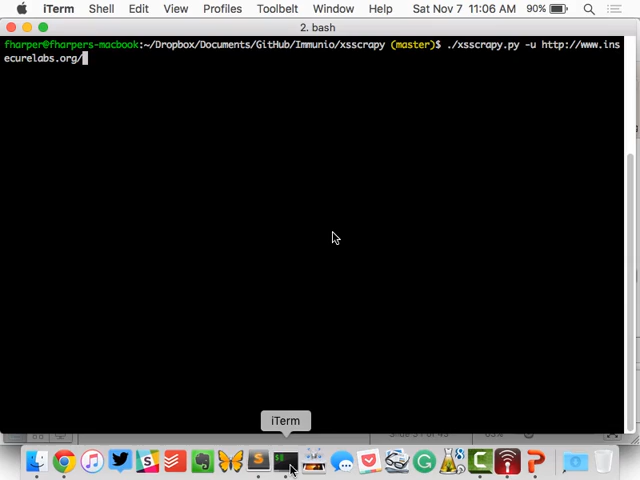 iTerm Shell Edit View Profiles Toolbelt Window Help Sat Nov 7 11:06 AM 90%
2. bash
fharper@fharpers-macbook:~/Dropbox/Documents/GitHub/Immunio/xsscrapy (master)$ ./xsscrapy.py -u http://www.ins
ecurelabs.org/
iTerm